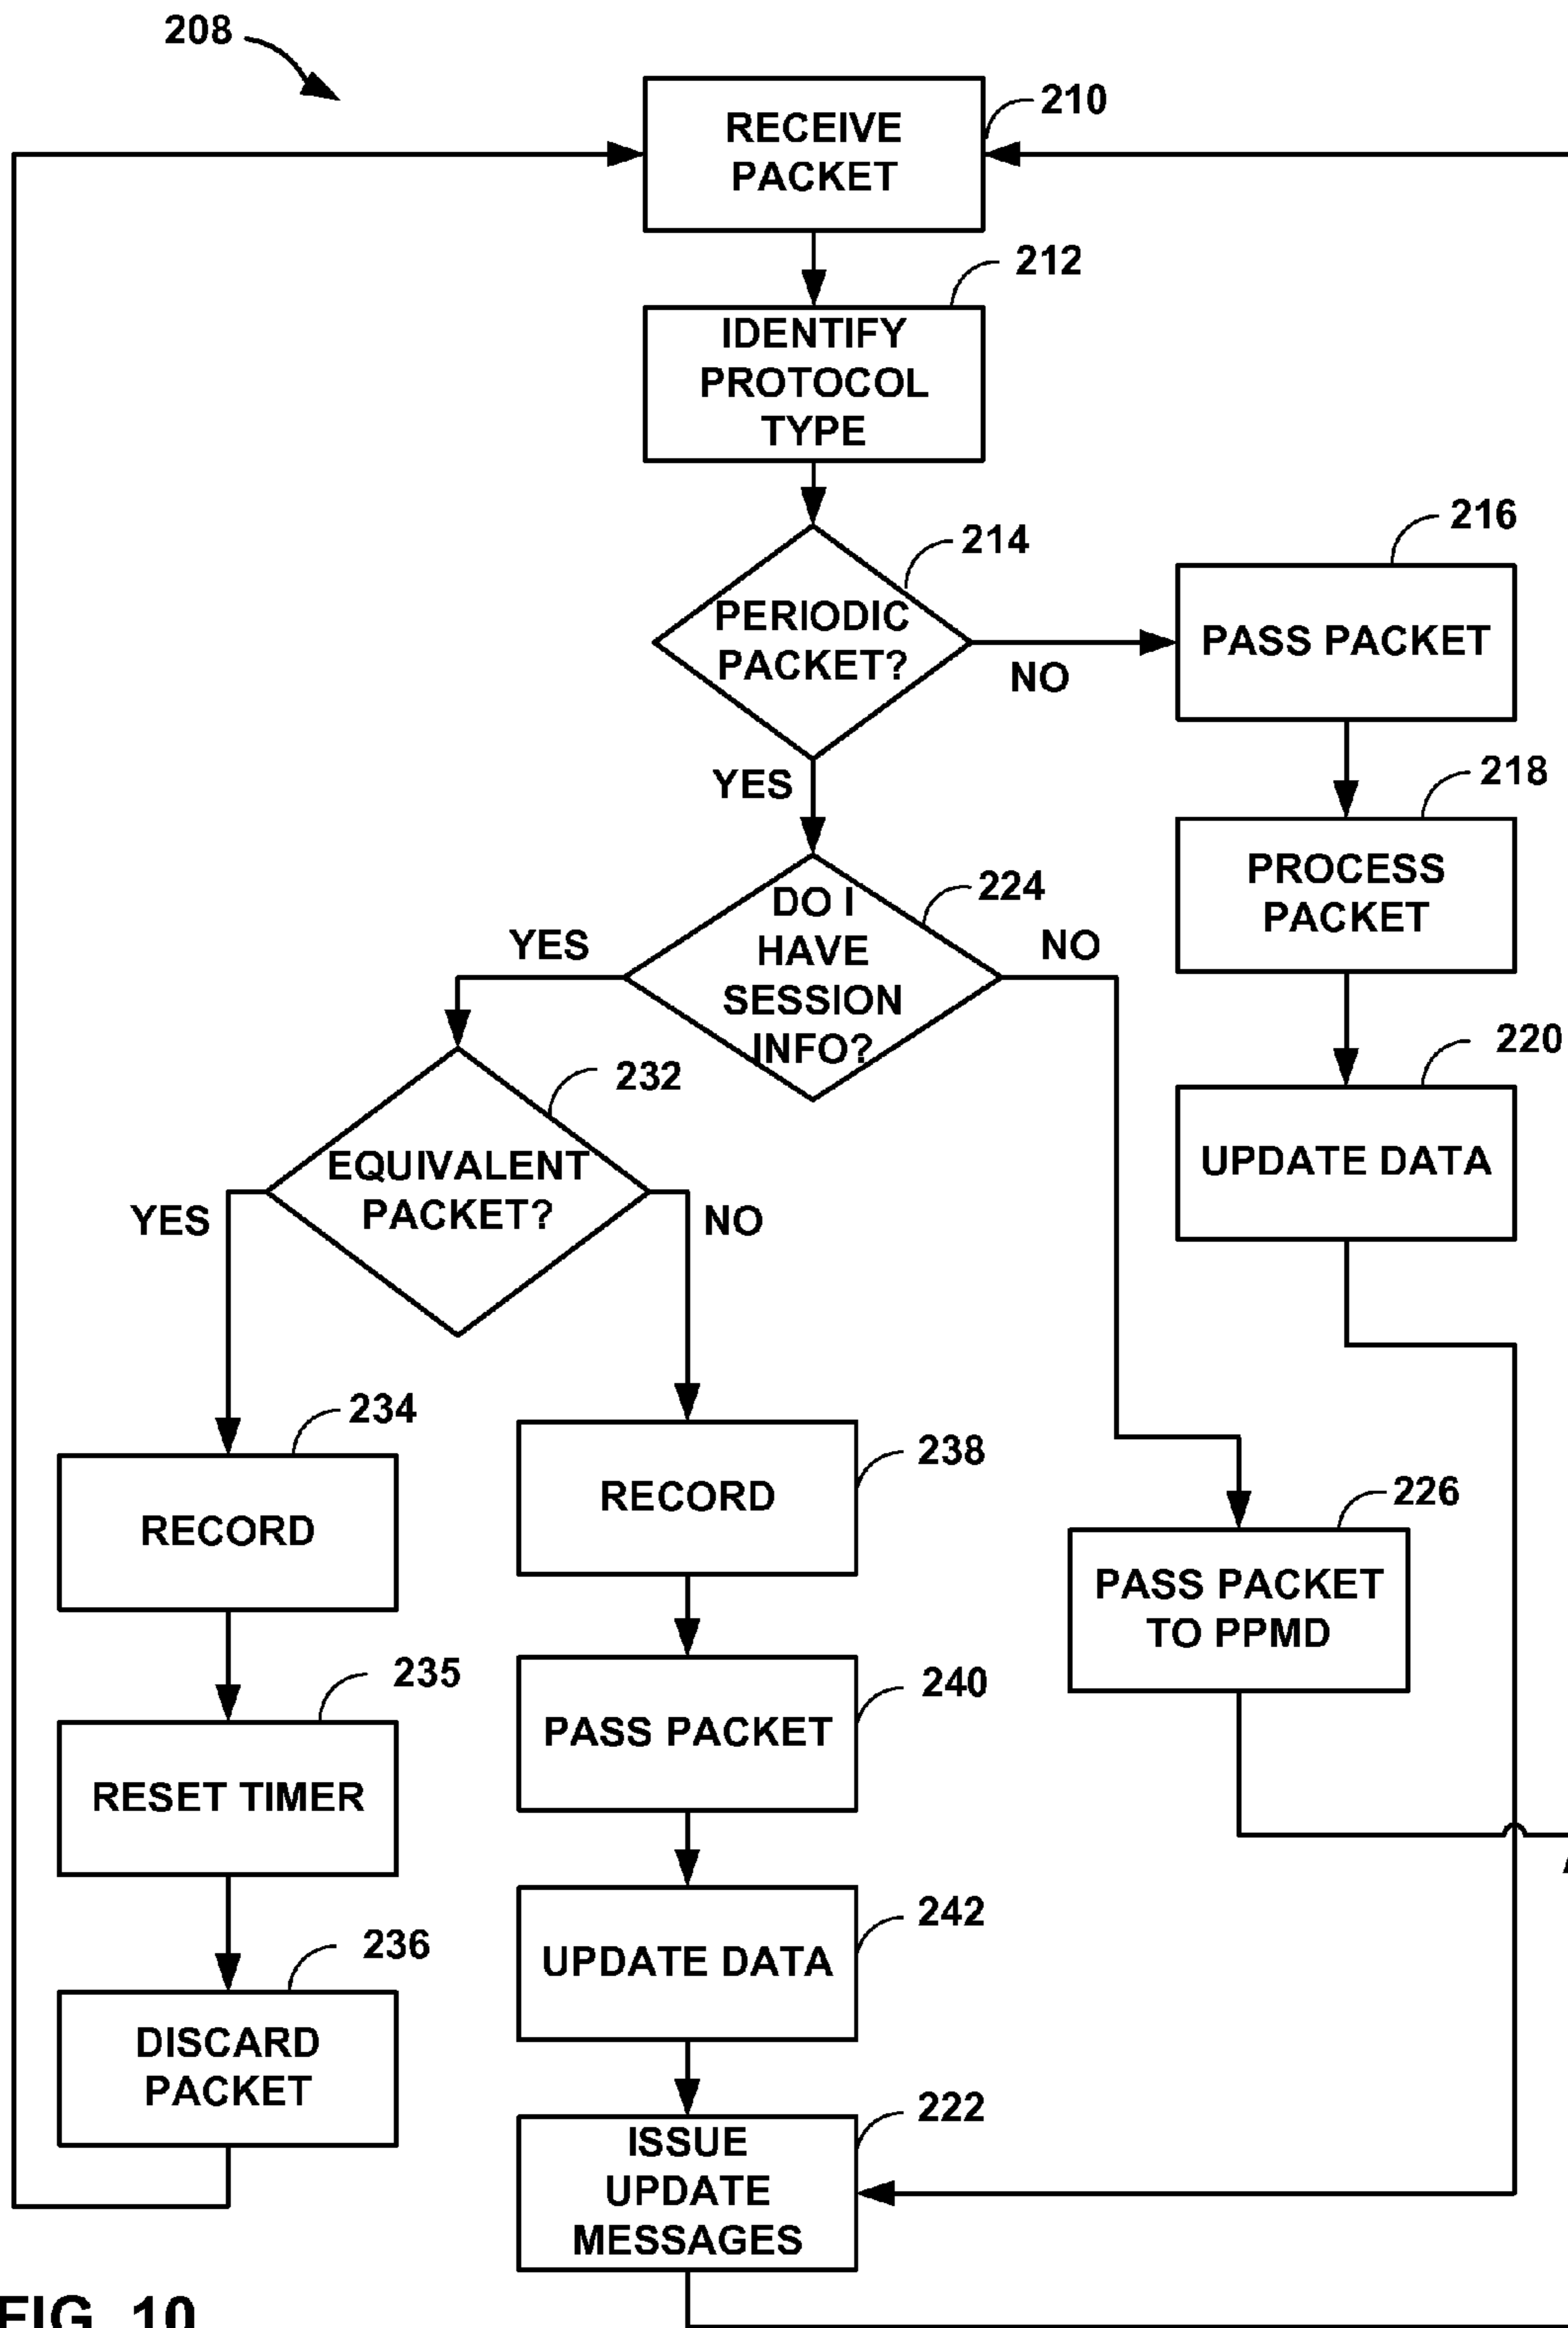 208
RECEIVE
PACKET
210
IDENTIFY
PROTOCOL
TYPE
212
PERIODIC
PACKET?
214
NO
YES
PASS PACKET
216
PROCESS
PACKET
218
UPDATE DATA
220
DO I
HAVE
SESSION
INFO?
224
YES
NO
EQUIVALENT
PACKET?
232
YES
NO
RECORD
234
RESET TIMER
235
DISCARD
PACKET
236
RECORD
238
PASS PACKET
240
UPDATE DATA
242
ISSUE
UPDATE
MESSAGES
222
PASS PACKET
TO PPMD
226
FIG. 10